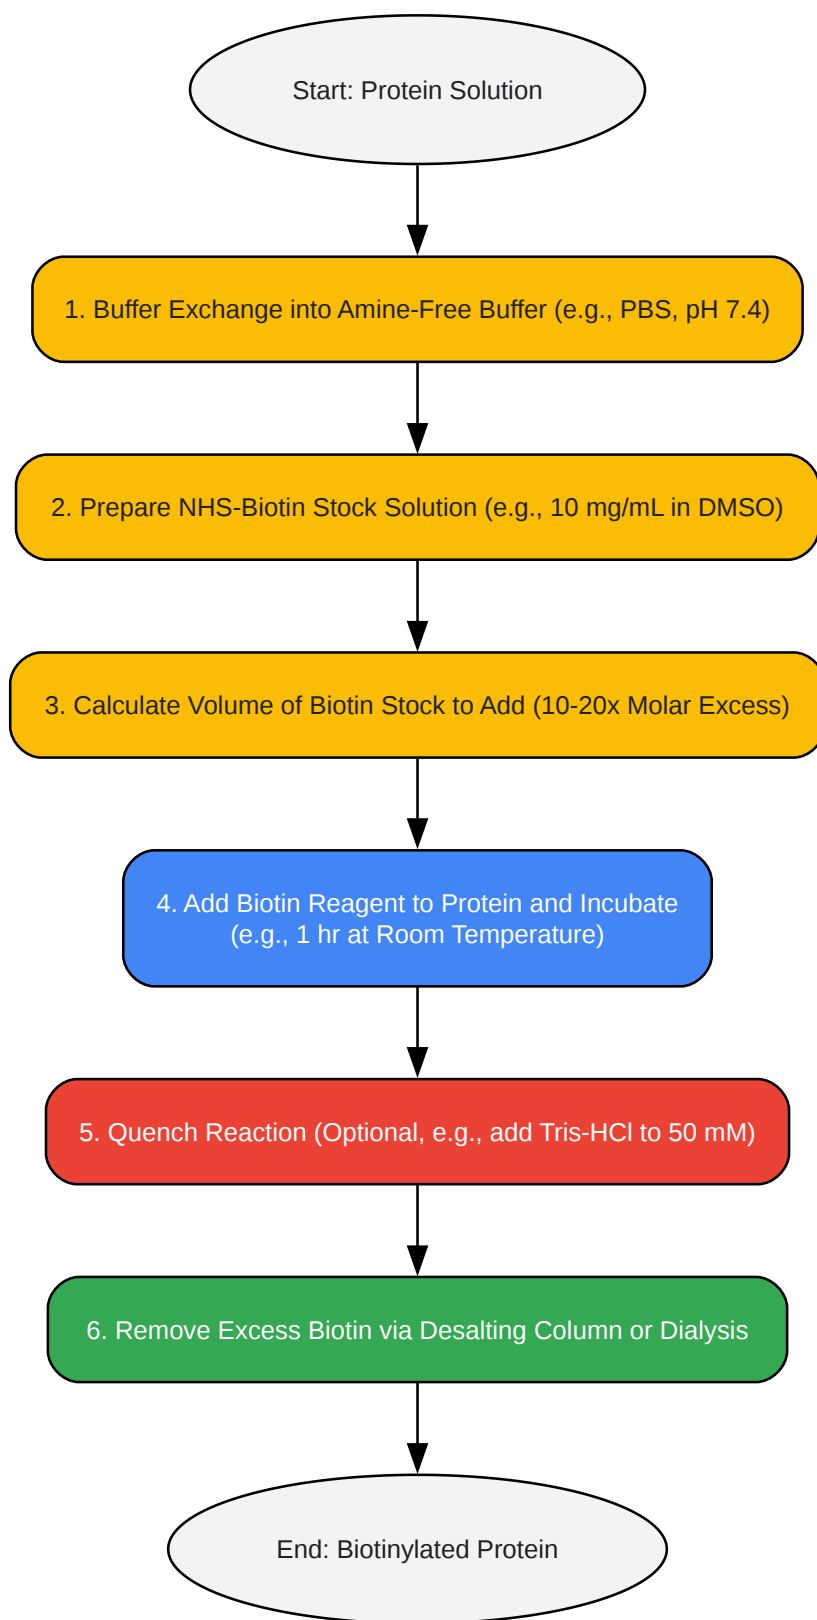 Start: Protein Solution
1. Buffer Exchange into Amine-Free Buffer (e.g., PBS, pH 7.4)
2. Prepare NHS-Biotin Stock Solution (e.g., 10 mg/mL in DMSO)
3. Calculate Volume of Biotin Stock to Add (10-20x Molar Excess)
4. Add Biotin Reagent to Protein and Incubate
(e.g., 1 hr at Room Temperature)
5. Quench Reaction (Optional, e.g., add Tris-HCl to 50 mM)
6. Remove Excess Biotin via Desalting Column or Dialysis
End: Biotinylated Protein